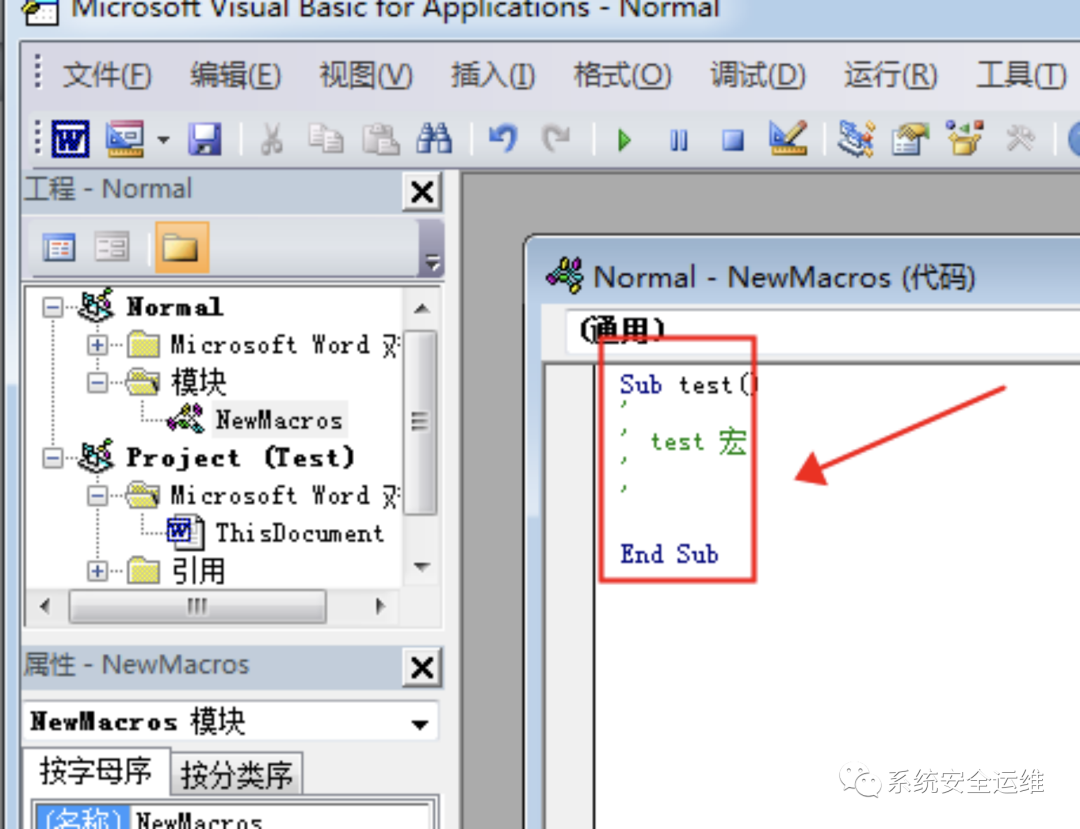 Microsoft Visual Basic for Applications - Normal
文件(F) 编辑(E) 视图(V) 插入(I) 格式(O) 调试(D) 运行(R) 工具(T)
工程 - Normal
Normal
Microsoft Word
模块
NewMacros
Project (Test)
Microsoft Word
ThisDocument
引用
属性 - NewMacros
NewMacros 模块
按字母序 按分类序
(名称) NewMacros
Normal - NewMacros (代码)
(通用)
Sub test()
'
' test 宏
'
'
End Sub
系统安全运维